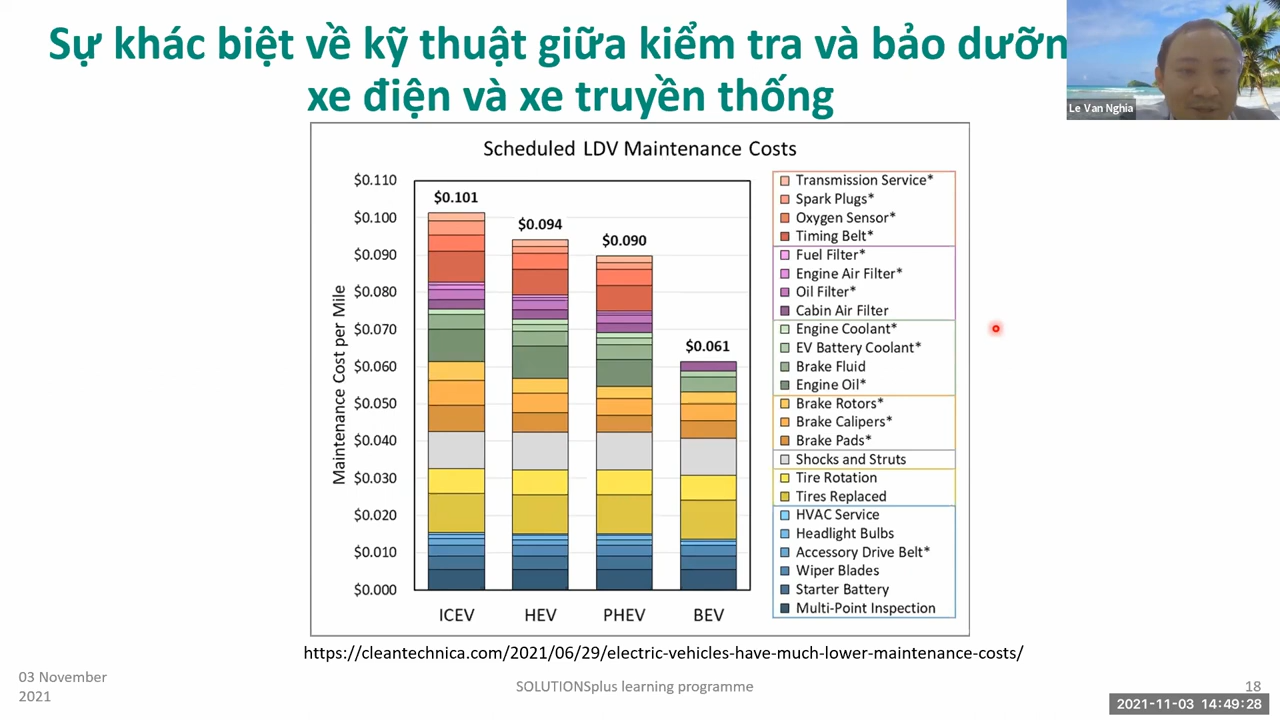 Sự khác biệt về kỹ thuật giữa kiểm tra và bảo dưỡn
xe điện và xe truyền thống
Le Van Nghia
Scheduled LDV Maintenance Costs
Maintenance Cost per Mile
$0.110
$0.100
$0.090
$0.080
$0.070
$0.060
$0.050
$0.040
$0.030
$0.020
$0.010
$0.000
$0.101
$0.094
$0.090
$0.061
ICEV
HEV
PHEV
BEV
Transmission Service*
Spark Plugs*
Oxygen Sensor*
Timing Belt*
Fuel Filter*
Engine Air Filter*
Oil Filter*
Cabin Air Filter
Engine Coolant*
EV Battery Coolant*
Brake Fluid
Engine Oil*
Brake Rotors*
Brake Calipers*
Brake Pads*
Shocks and Struts
Tire Rotation
Tires Replaced
HVAC Service
Headlight Bulbs
Accessory Drive Belt*
Wiper Blades
Starter Battery
Multi-Point Inspection
https://cleantechnica.com/2021/06/29/electric-vehicles-have-much-lower-maintenance-costs/
03 November
2021
SOLUTIONSplus learning programme
18
2021-11-03 14:49:28